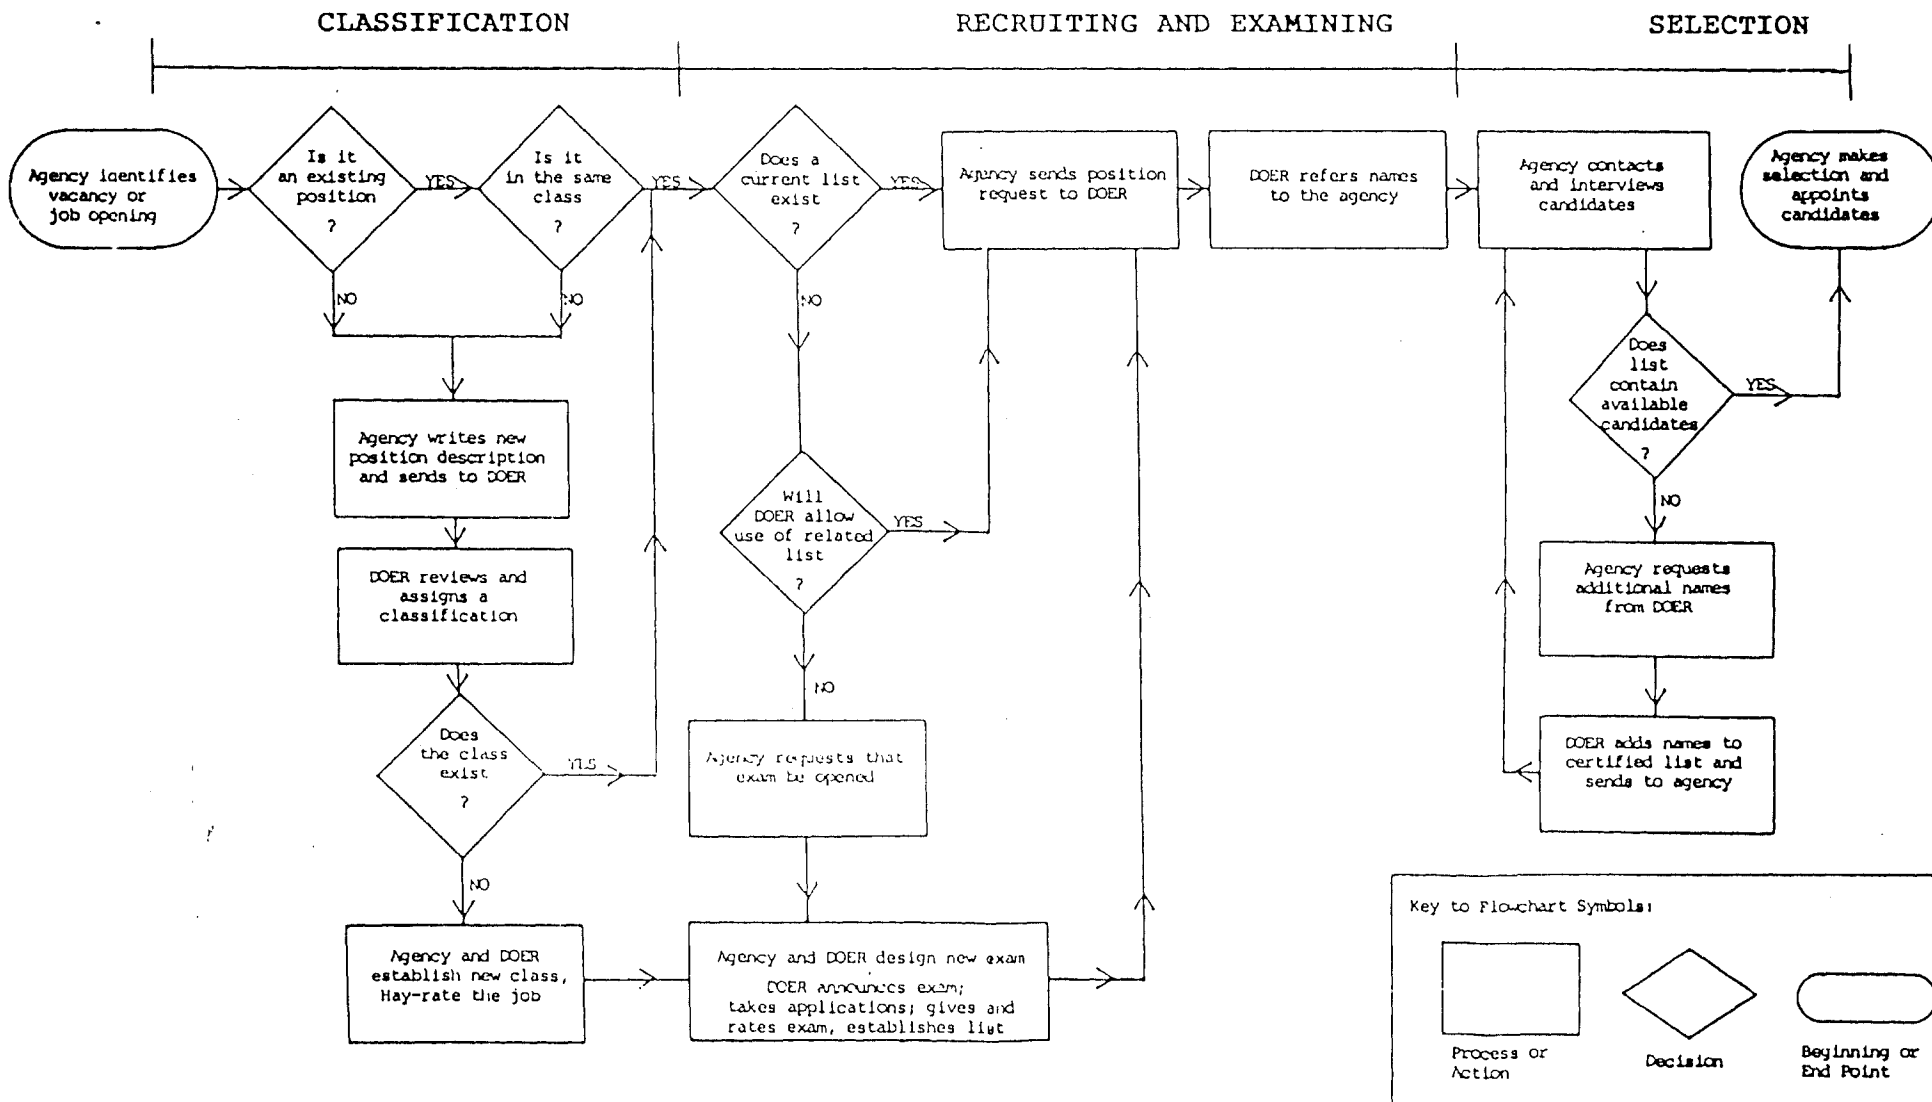 CLASSIFICATION
RECRUITING AND EXAMINING
SELECTION
Agency identifies
vacancy or
job opening
Is it
an existing
position
?
YES
NO
Is it
in the same
class
?
YES
NO
Does a
current list
exist
?
YES
NO
Agency sends position
request to DOER
DOER refers names
to the agency
Agency contacts
and interviews
candidates
Agency makes
selection and
appoints
candidates
Agency writes new
position description
and sends to DOER
DOER reviews and
assigns a
classification
Does
the class
exist
?
YES
NO
Agency and DOER
establish new class,
Hay-rate the job
Will
DOER allow
use of related
list
?
YES
NO
Agency requests that
exam be opened
Agency and DOER design new exam
DOER announces exam;
takes applications; gives and
rates exam, establishes list
Does
list
contain
available
candidates
?
YES
NO
Agency requests
additional names
from DOER
DOER adds names to
certified list and
sends to agency
Key to Flowchart Symbols:
Process or
Action
Decision
Beginning or
End Point